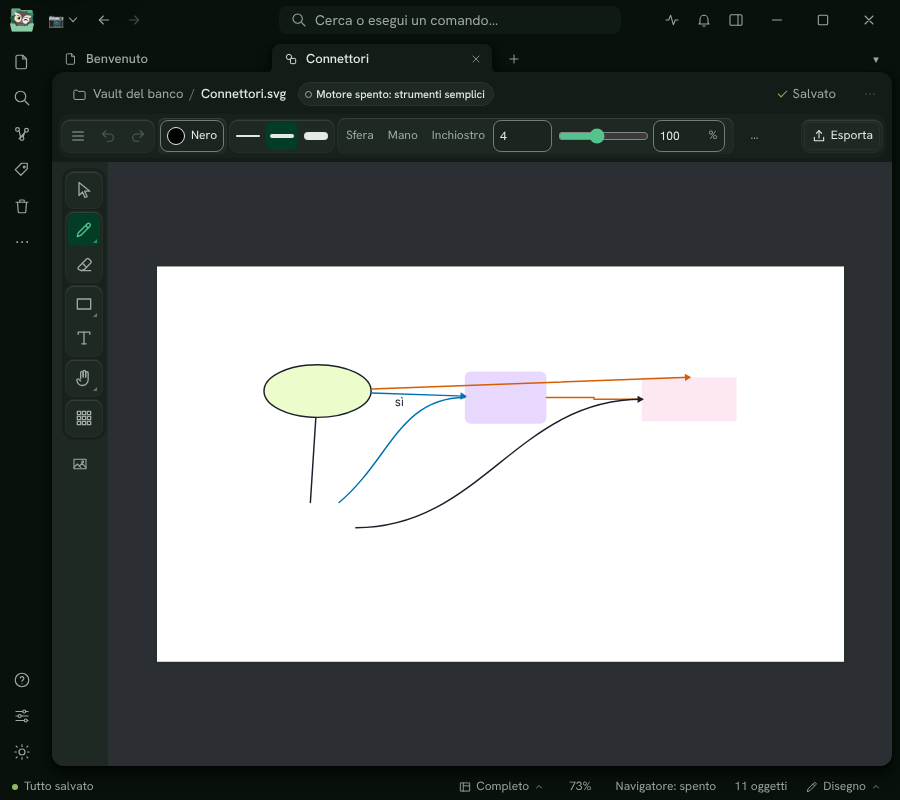 Cerca o esegui un comando...
Benvenuto
Connettori
Vault del banco / Connettori.svg
Motore spento: strumenti semplici
Salvato
Nero
Sfera
Mano
Inchiostro
4
100 %
Esporta
sì
Tutto salvato
Completo
73%
Navigatore: spento
11 oggetti
Disegno